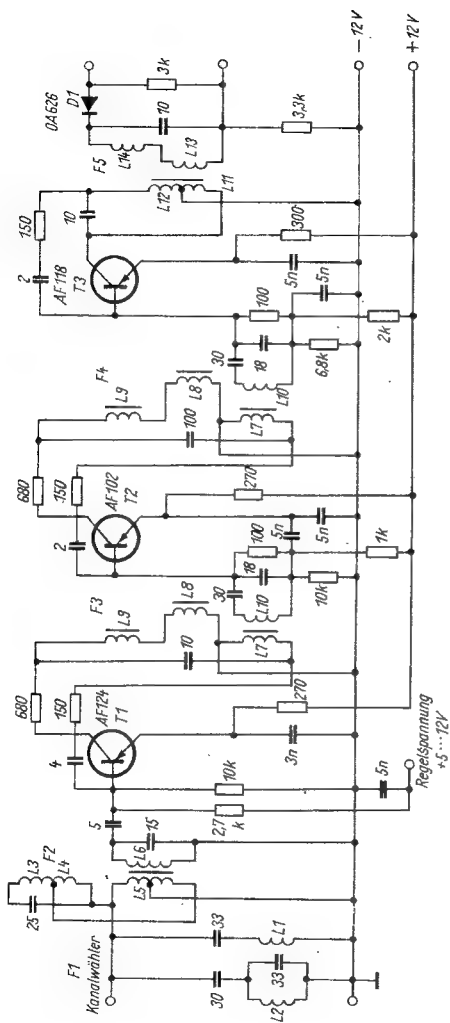 F1
Kanalwähler
30
33
L2
33
L1
25
L3
F2
L4
L5
L6
15
5
2,7
k
10k
5n
Regelspannung
+5...12V
4
680
150
AF124
T1
3n
270
F3
L9
L8
10
L7
30
L10
18
100
10k
5n
5n
1k
2
680
150
AF102
T2
270
F4
L9
L8
100
L7
30
L10
18
100
6,8k
2k
5n
5n
2
150
AF118
T3
10
300
L12
L11
F5
L14
L13
OA626
D1
10
3k
3,3k
−12V
+12V